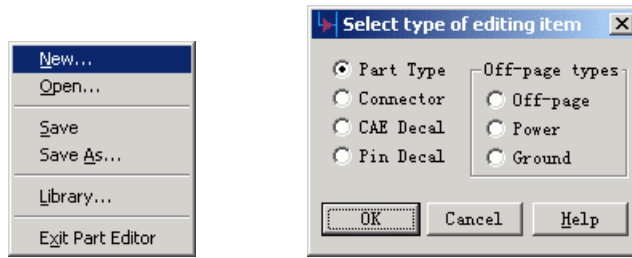 New...
Open...
Save
Save As...
Library...
Exit Part Editor
Select type of editing item
Part Type
Connector
CAE Decal
Pin Decal
Off-page types
Off-page
Power
Ground
OK
Cancel
Help